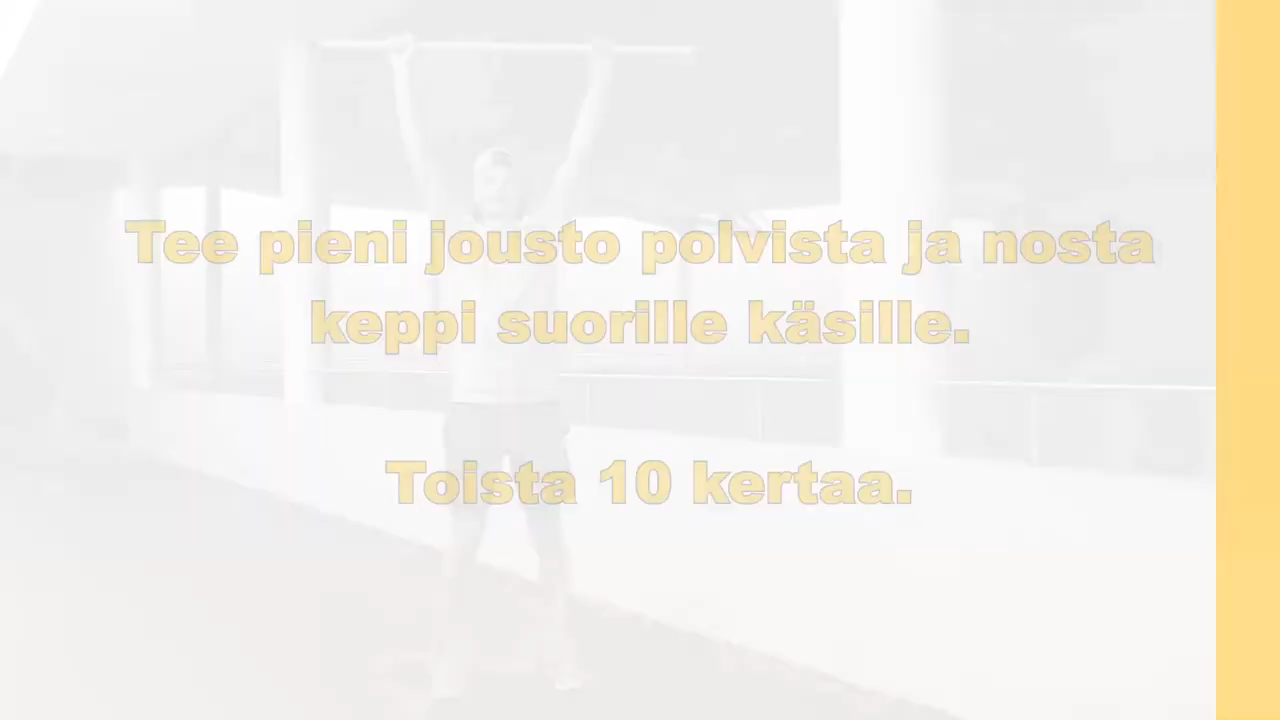 Tee pieni jousto polvista ja nosta
keppi suorille käsille.
Toista 10 kertaa.